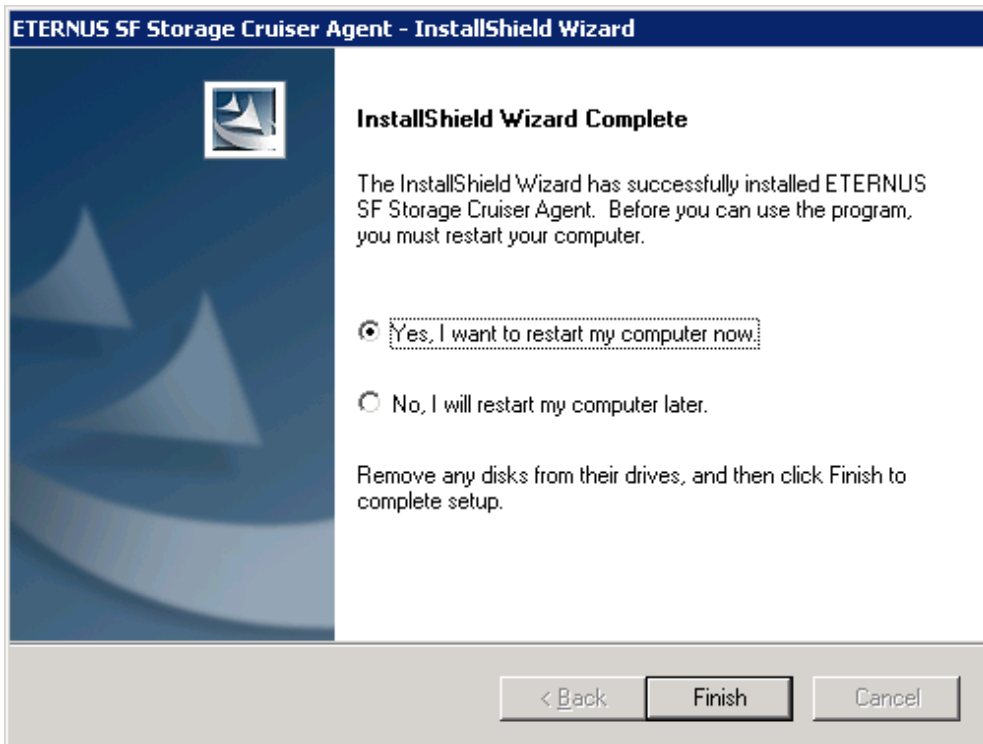 ETERNUS SF Storage Cruiser Agent - InstallShield Wizard
InstallShield Wizard Complete
The InstallShield Wizard has successfully installed ETERNUS
SF Storage Cruiser Agent. Before you can use the program,
you must restart your computer.
Yes, I want to restart my computer now.
No, I will restart my computer later.
Remove any disks from their drives, and then click Finish to
complete setup.
< Back Finish Cancel